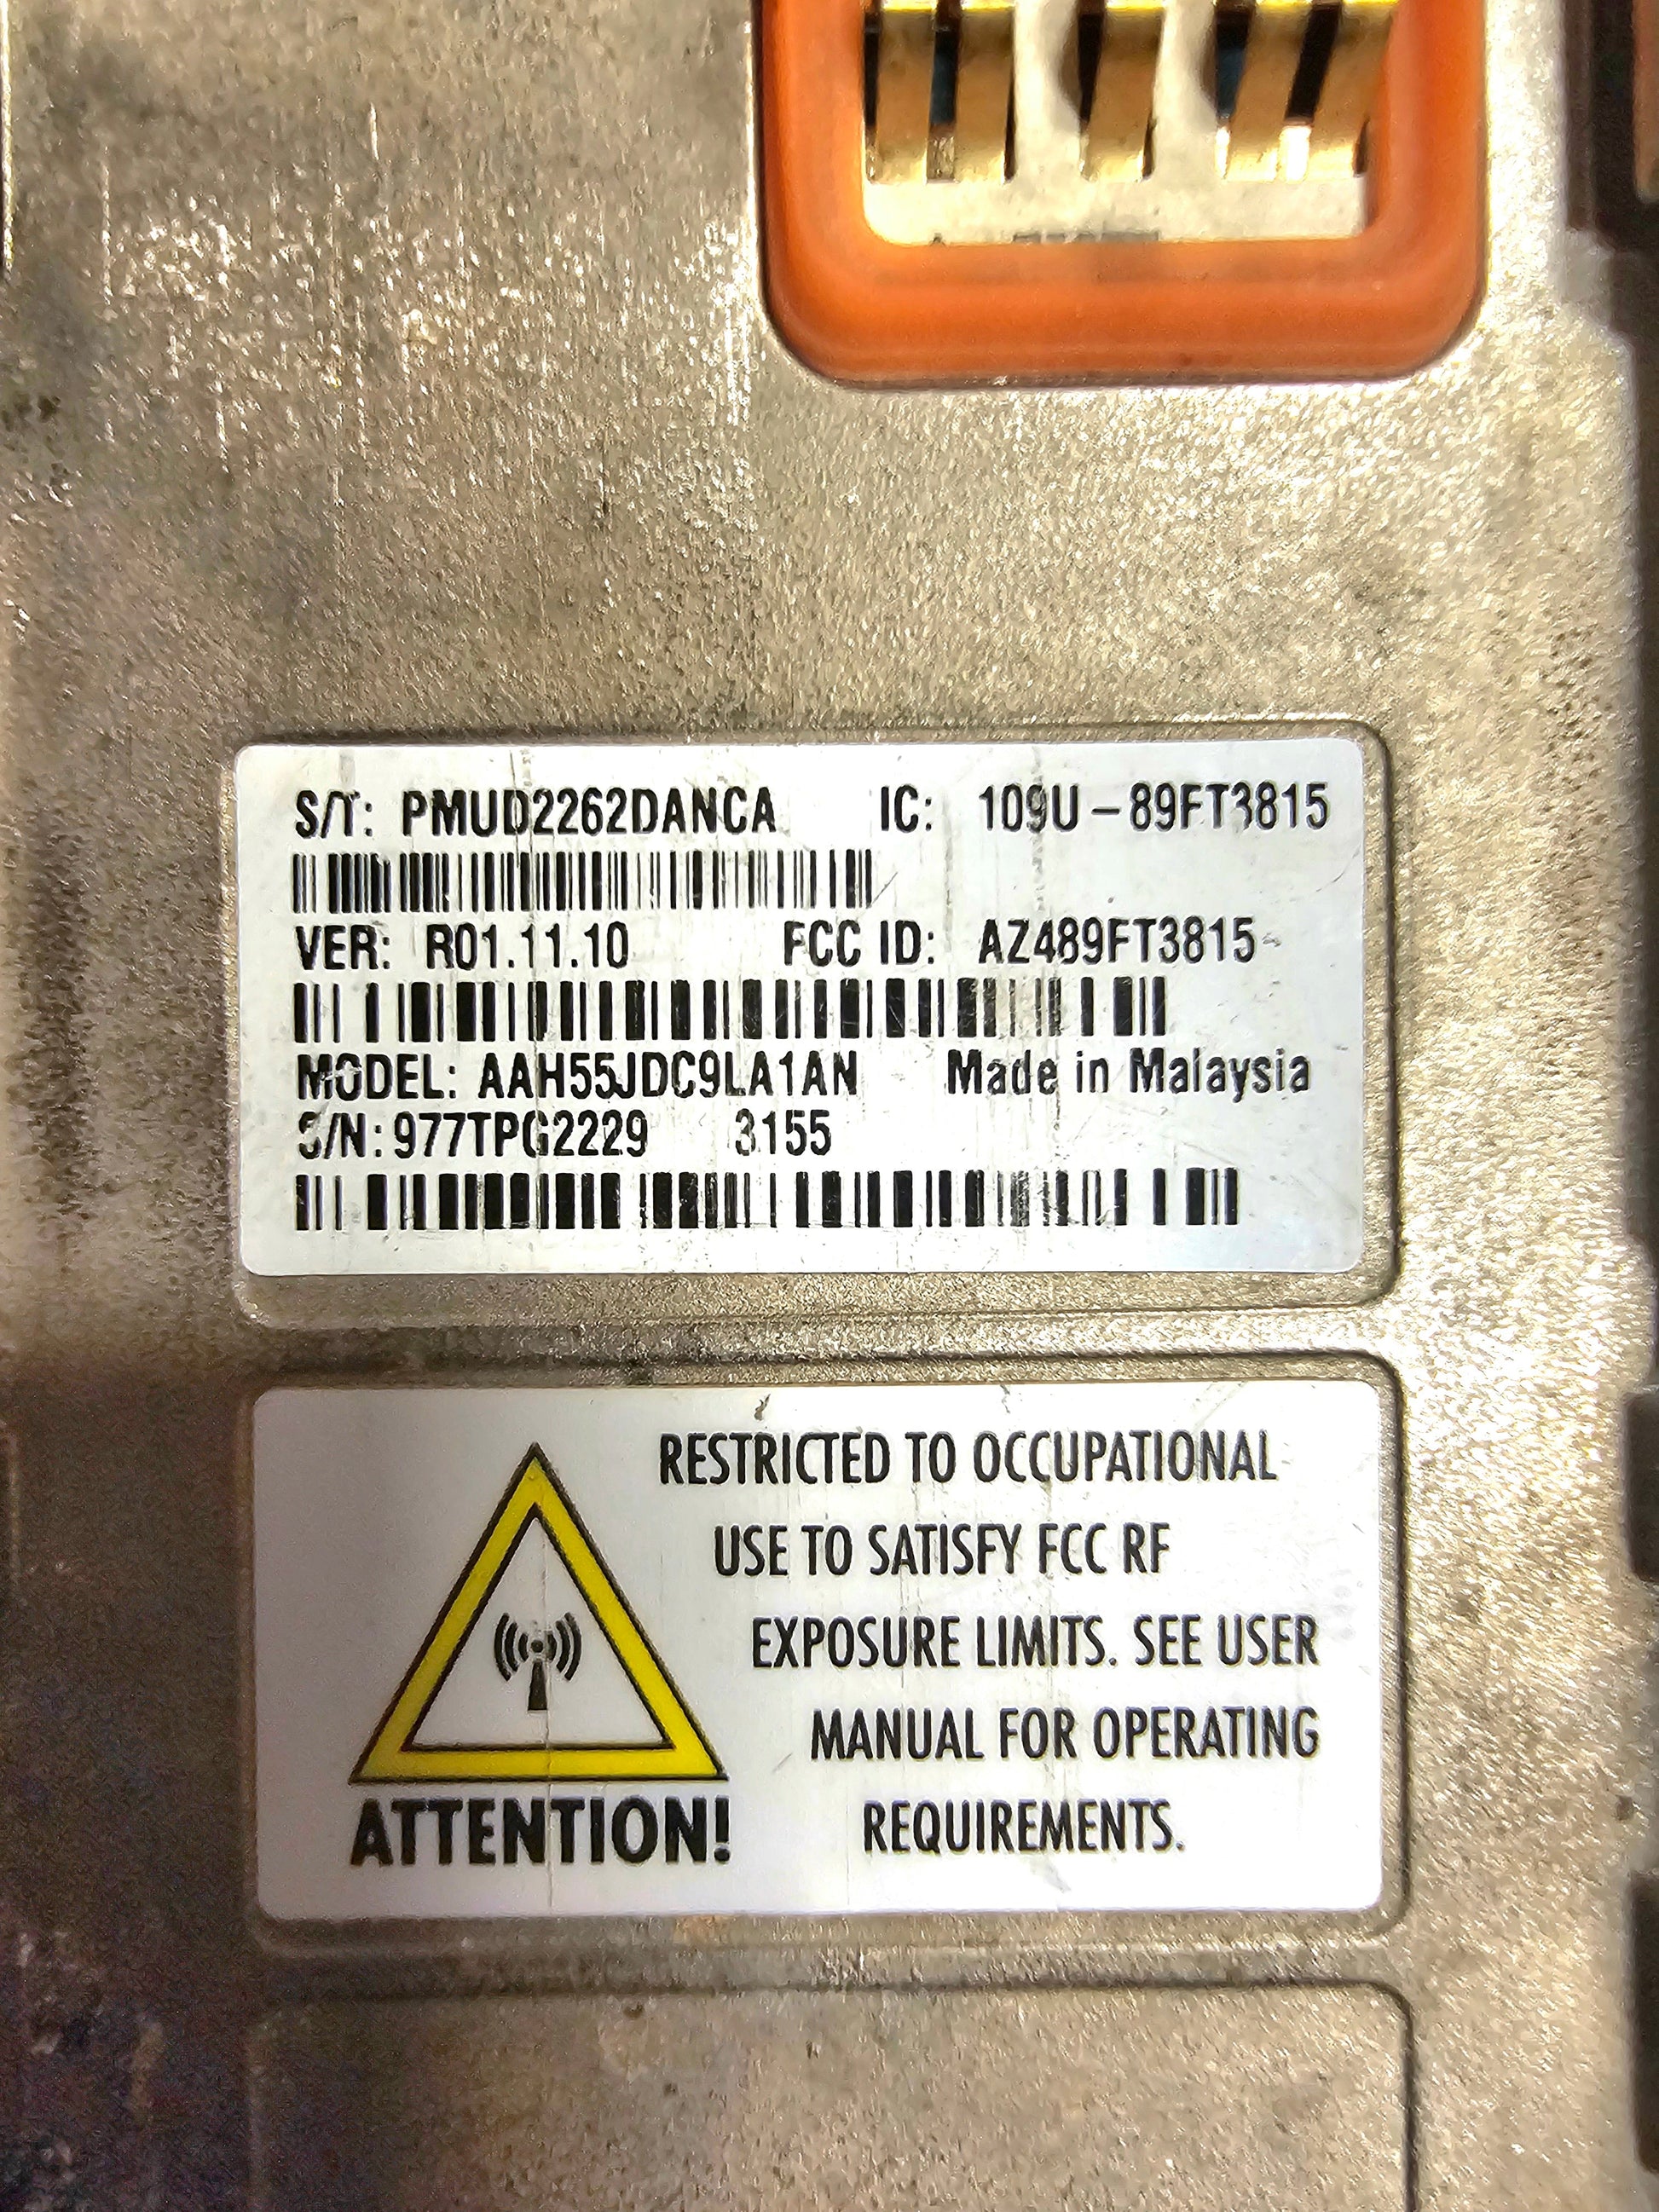 S/T: PMUD2262DANCA IC: 109U-89FT3815
VER: R01.11.10 FCC ID: AZ489FT3815
MODEL: AAH55JDC9LA1AN Made in Malaysia
S/N: 977TPG2229 3155
RESTRICTED TO OCCUPATIONAL
USE TO SATISFY FCC RF
EXPOSURE LIMITS. SEE USER
MANUAL FOR OPERATING
REQUIREMENTS.
ATTENTION!